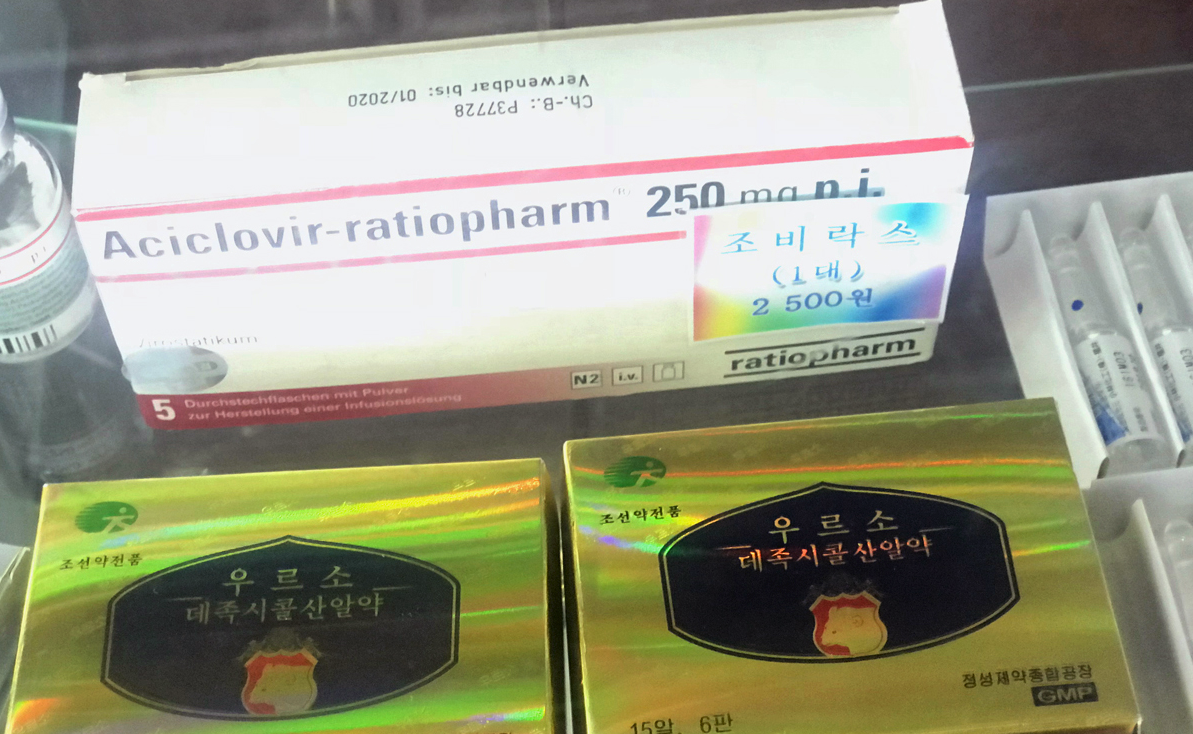 Verwendbar bis: 01/2020
Ch.-B.: P37728
Aciclovir-ratiopharm® 250 mg p.i.
조비락스
(1대)
2 500원
Virostatikum
ratiopharm
N2 i.v.
5 Durchstechflaschen mit Pulver
zur Herstellung einer Infusionslösung
조선약전품
우르소
데족시콜산알약
조선약전품
우르소
데족시콜산알약
정성제약종합공장
GMP
15알, 6판